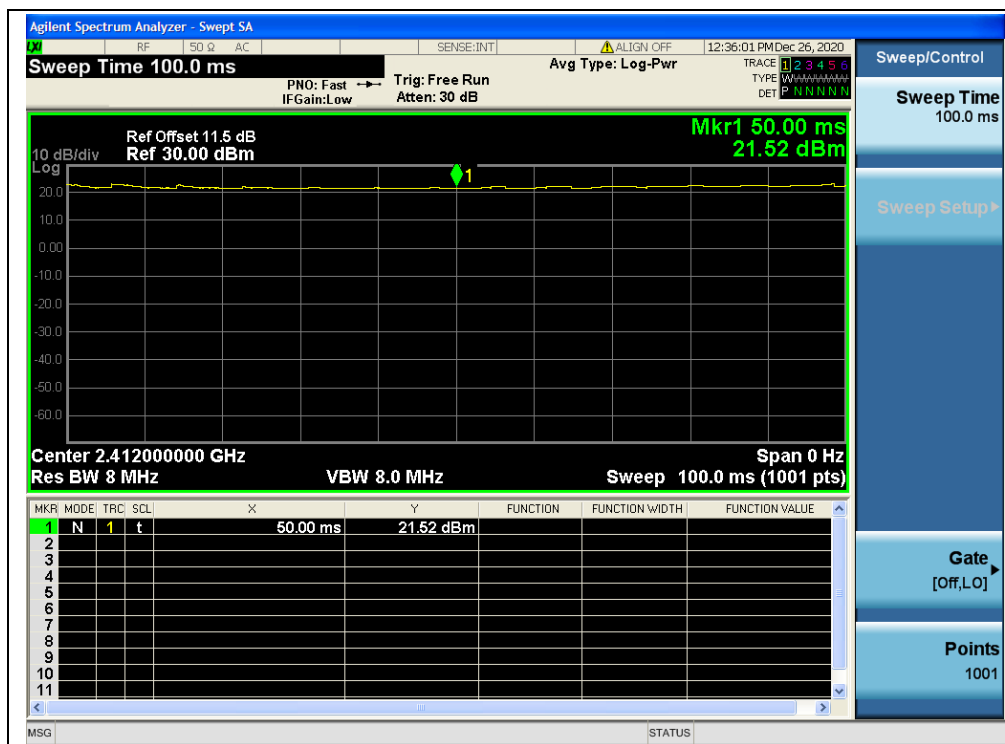 Agilent Spectrum Analyzer - Swept SA
LXI RF 50 Ω AC SENSE:INT ALIGN OFF 12:36:01 PM Dec 26, 2020
Sweep Time 100.0 ms
PNO: Fast
IFGain:Low
Trig: Free Run
Atten: 30 dB
Avg Type: Log-Pwr
TRACE 1 2 3 4 5 6
TYPE WWWWWW
DET P N N N N N
Ref Offset 11.5 dB
10 dB/div Ref 30.00 dBm
Log
Mkr1 50.00 ms
21.52 dBm
1
20.0
10.0
0.00
-10.0
-20.0
-30.0
-40.0
-50.0
-60.0
Center 2.412000000 GHz Span 0 Hz
Res BW 8 MHz VBW 8.0 MHz Sweep 100.0 ms (1001 pts)
MKR MODE TRC SCL X Y FUNCTION FUNCTION WIDTH FUNCTION VALUE
1 N 1 t 50.00 ms 21.52 dBm
2
3
4
5
6
7
8
9
10
11
MSG STATUS
Sweep/Control
Sweep Time
100.0 ms
Sweep Setup
Gate
[Off,LO]
Points
1001